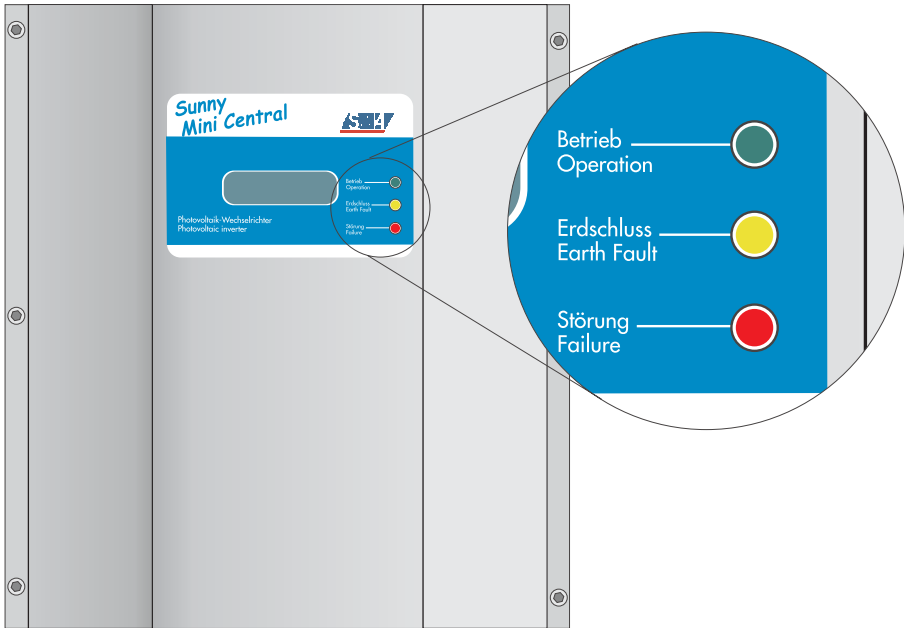 Sunny
Mini Central
SMA
Betrieb
Operation
Erdschluss
Earth Fault
Störung
Failure
Photovoltaik-Wechselrichter
Photovoltaic inverter
Betrieb
Operation
Erdschluss
Earth Fault
Störung
Failure